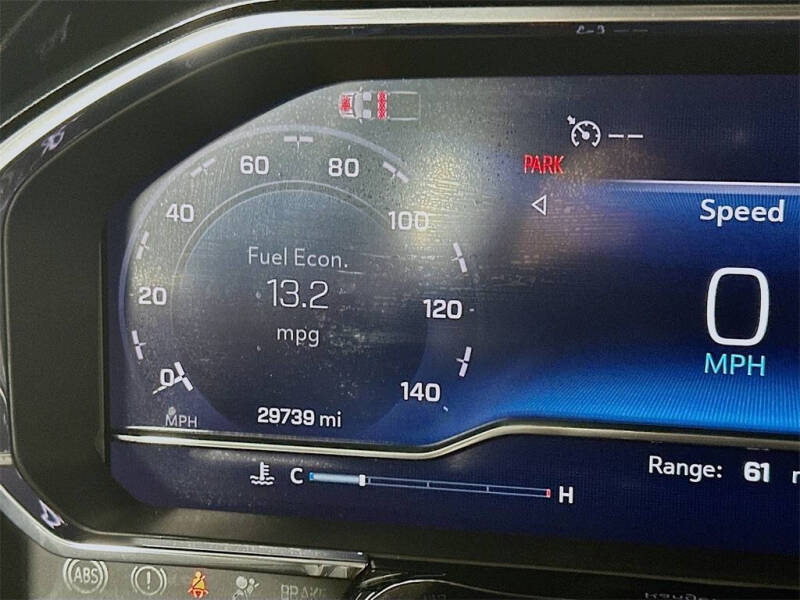 60 80
PARK
40 100
Speed
Fuel Econ.
13.2
20 120
0
mpg
MPH
0
140
MPH
29739 mi
C H
Range: 61
ABS
BRAKE